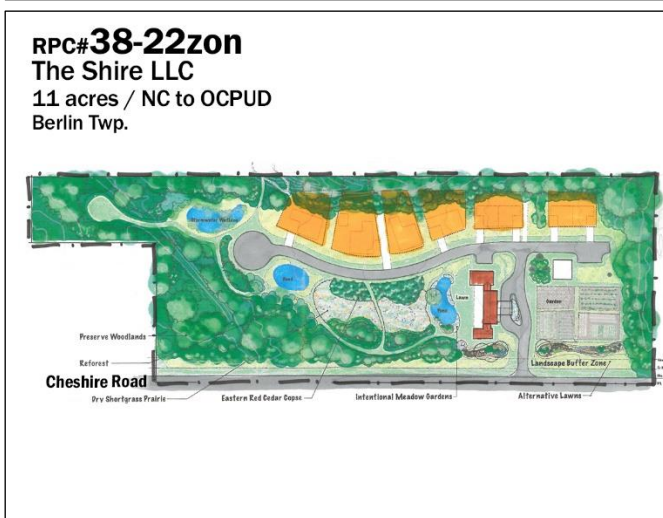 RPC#38-22zon
The Shire LLC
11 acres / NC to OCPUD
Berlin Twp.
Stormwater Wetland
Pond
Pond
Lawn
Garden
Preserve Woodlands
Reforest
Landscape Buffer Zone
Cheshire Road
Dry Shortgrass Prairie
Eastern Red Cedar Copse
Intentional Meadow Gardens
Alternative Lawns